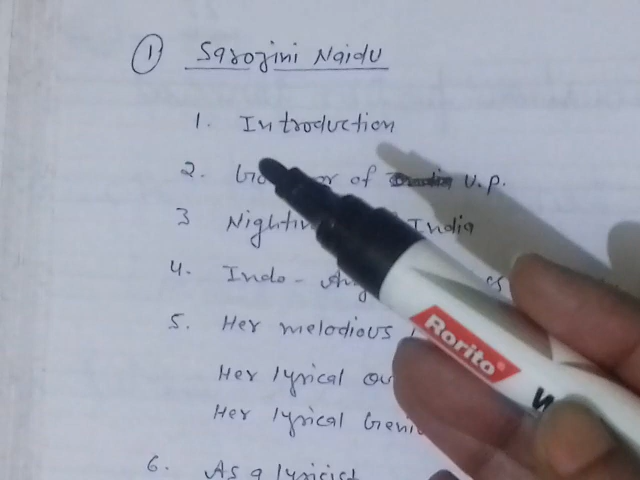 ① Sarojini Naidu
1. Introduction
2. of U.P.
3 India
4. Indo -
5. Her melodious
Her lyrical
Her lyrical
6. As a lyricist
Rorito